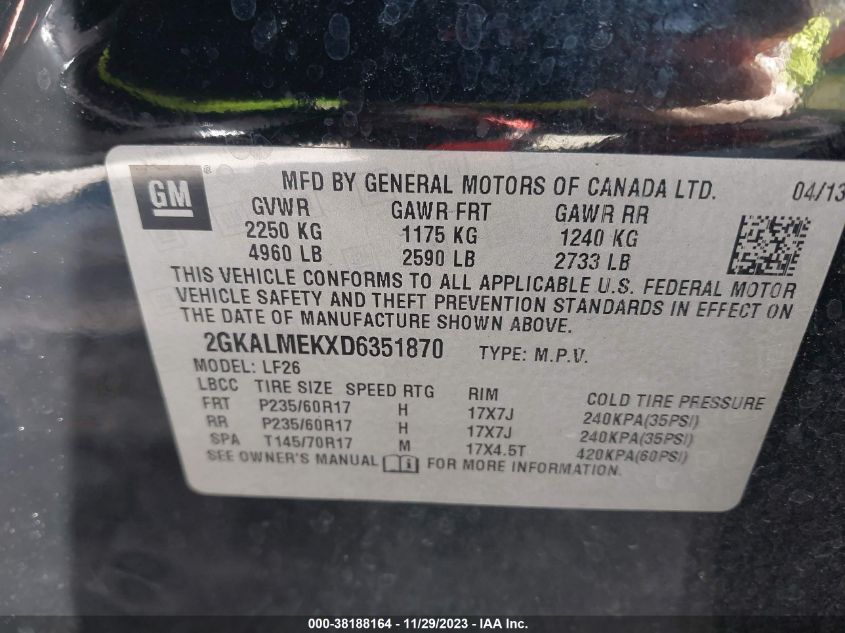 GM ® MFD BY GENERAL MOTORS OF CANADA LTD. 04/13
GVWR GAWR FRT GAWR RR
2250 KG 1175 KG 1240 KG
4960 LB 2590 LB 2733 LB
THIS VEHICLE CONFORMS TO ALL APPLICABLE U.S. FEDERAL MOTOR
VEHICLE SAFETY AND THEFT PREVENTION STANDARDS IN EFFECT ON
THE DATE OF MANUFACTURE SHOWN ABOVE.
2GKALMEKXD6351870 TYPE: M.P.V.
MODEL: LF26
LBCC TIRE SIZE SPEED RTG RIM COLD TIRE PRESSURE
FRT P235/60R17 H 17X7J 240KPA(35PSI)
RR P235/60R17 H 17X7J 240KPA(35PSI)
SPA T145/70R17 M 17X4.5T 420KPA(60PSI)
SEE OWNER'S MANUAL FOR MORE INFORMATION.
000-38188164 - 11/29/2023 - IAA Inc.